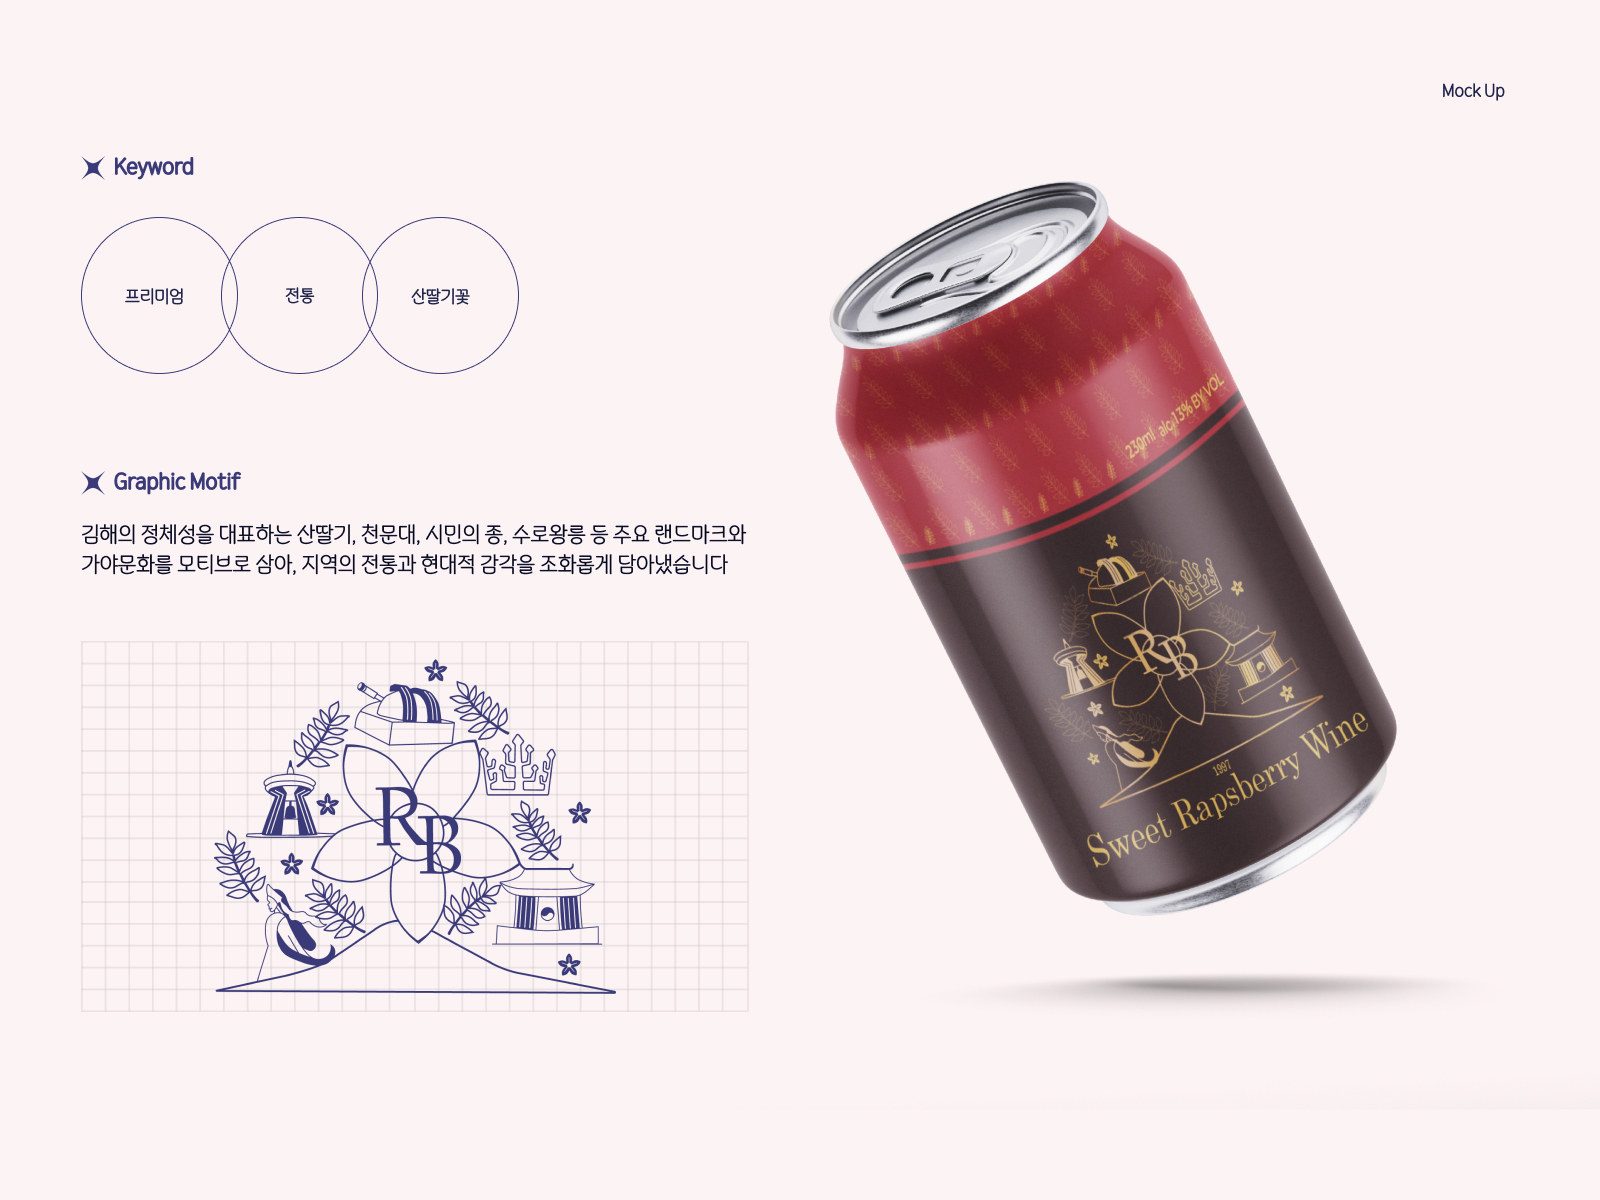 Mock Up
Keyword
프리미엄
전통
산딸기꽃
Graphic Motif
김해의 정체성을 대표하는 산딸기, 천문대, 시민의 종, 수로왕릉 등 주요 랜드마크와
가야문화를 모티브로 삼아, 지역의 전통과 현대적 감각을 조화롭게 담아냈습니다
RB
230ml alc.13% BY VOL
RB
1997
Sweet Rapsberry Wine